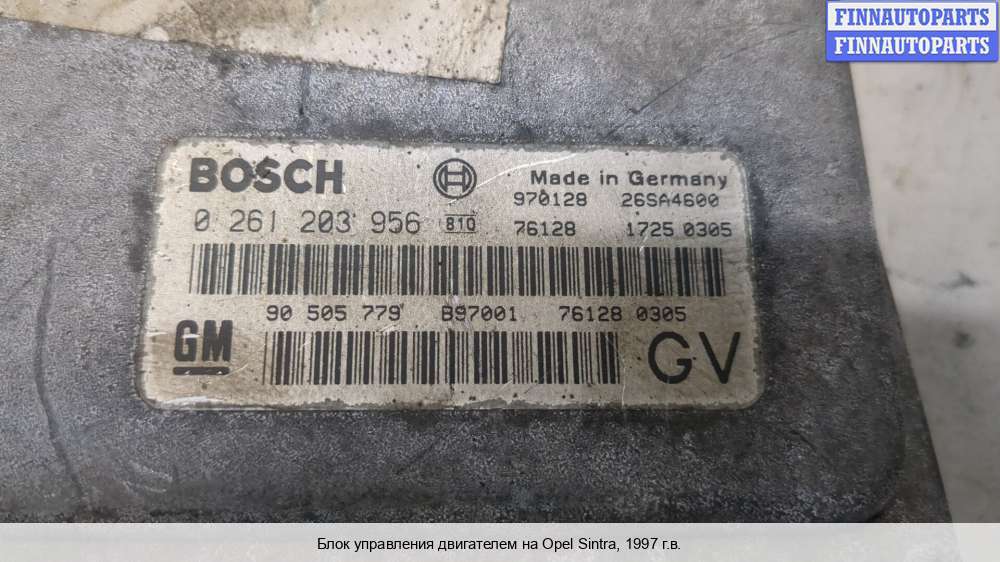 FINNAUTOPARTS
FINNAUTOPARTS
BOSCH
Made in Germany
970128 26SA4600
0 261 203 956 810 76128 1725 0305
90 505 779 B97001 76128 0305
GM
GV
Блок управления двигателем на Opel Sintra, 1997 г.в.